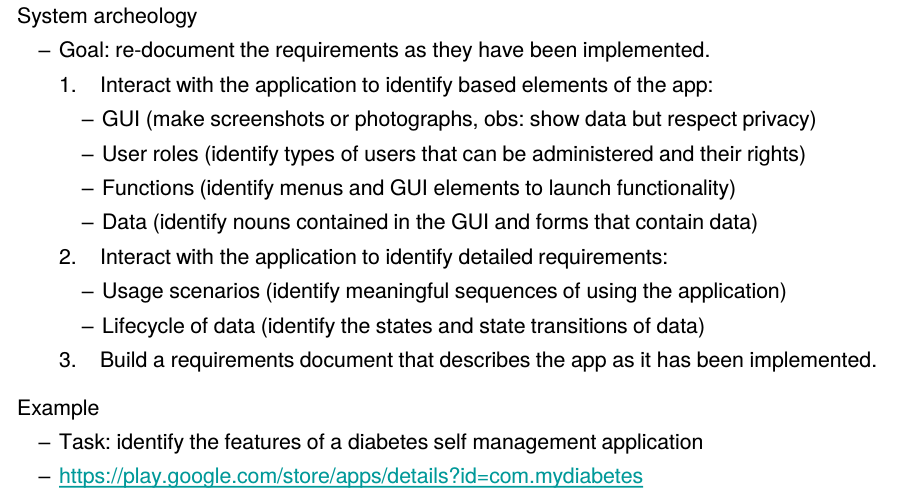 System archeology
– Goal: re-document the requirements as they have been implemented.
1. Interact with the application to identify based elements of the app:
– GUI (make screenshots or photographs, obs: show data but respect privacy)
– User roles (identify types of users that can be administered and their rights)
– Functions (identify menus and GUI elements to launch functionality)
– Data (identify nouns contained in the GUI and forms that contain data)
2. Interact with the application to identify detailed requirements:
– Usage scenarios (identify meaningful sequences of using the application)
– Lifecycle of data (identify the states and state transitions of data)
3. Build a requirements document that describes the app as it has been implemented.
Example
– Task: identify the features of a diabetes self management application
– https://play.google.com/store/apps/details?id=com.mydiabetes